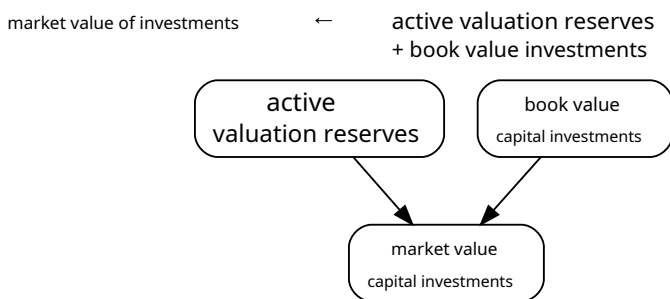 market value of investments ← active valuation reserves
+ book value investments
active
valuation reserves
book value
capital investments
market value
capital investments